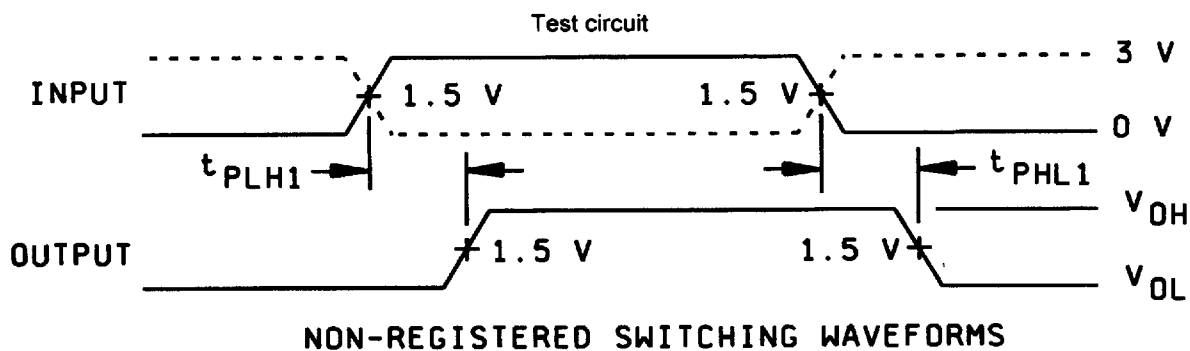 Test circuit
3 V
INPUT 1.5 V 1.5 V
0 V
tPLH1 tPHL1
VOH
OUTPUT 1.5 V 1.5 V
VOL
NON-REGISTERED SWITCHING WAVEFORMS